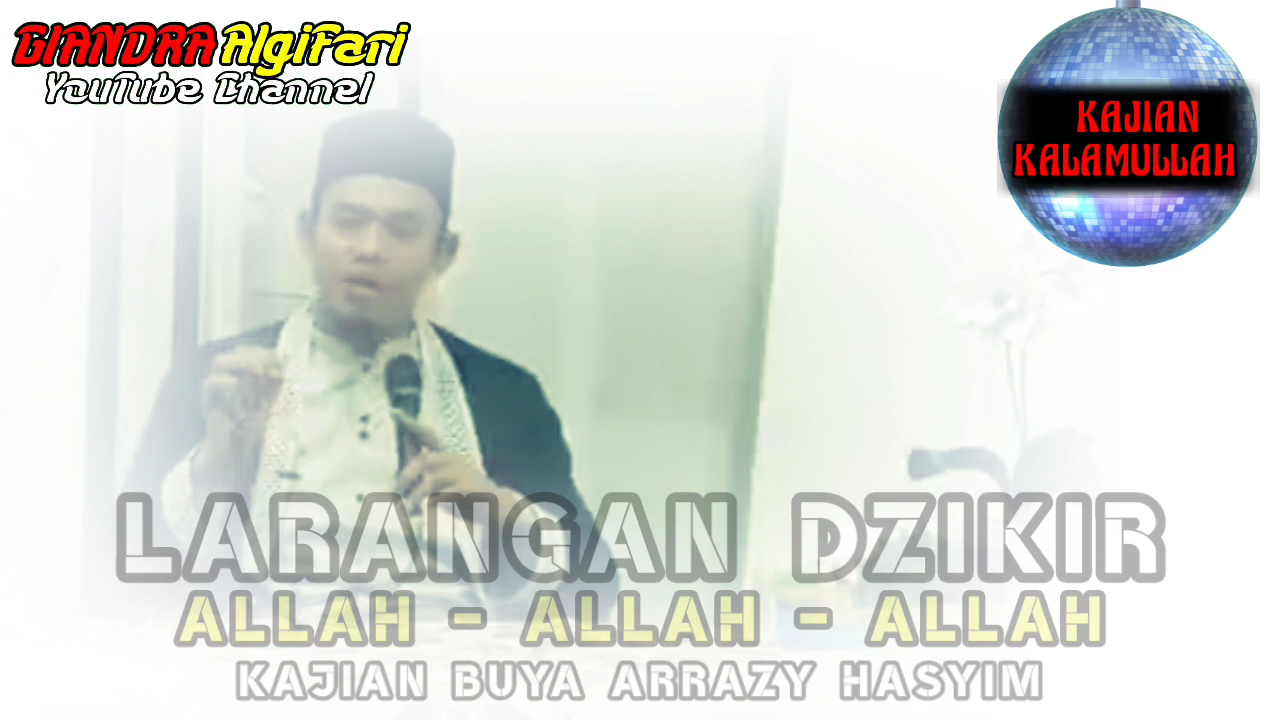 GIANDRA AlgiFari
YouTube Channel
KAJIAN
KALAMULLAH
LARANGAN DZIKIR
ALLAH - ALLAH - ALLAH
KAJIAN BUYA ARRAZY HASYIM